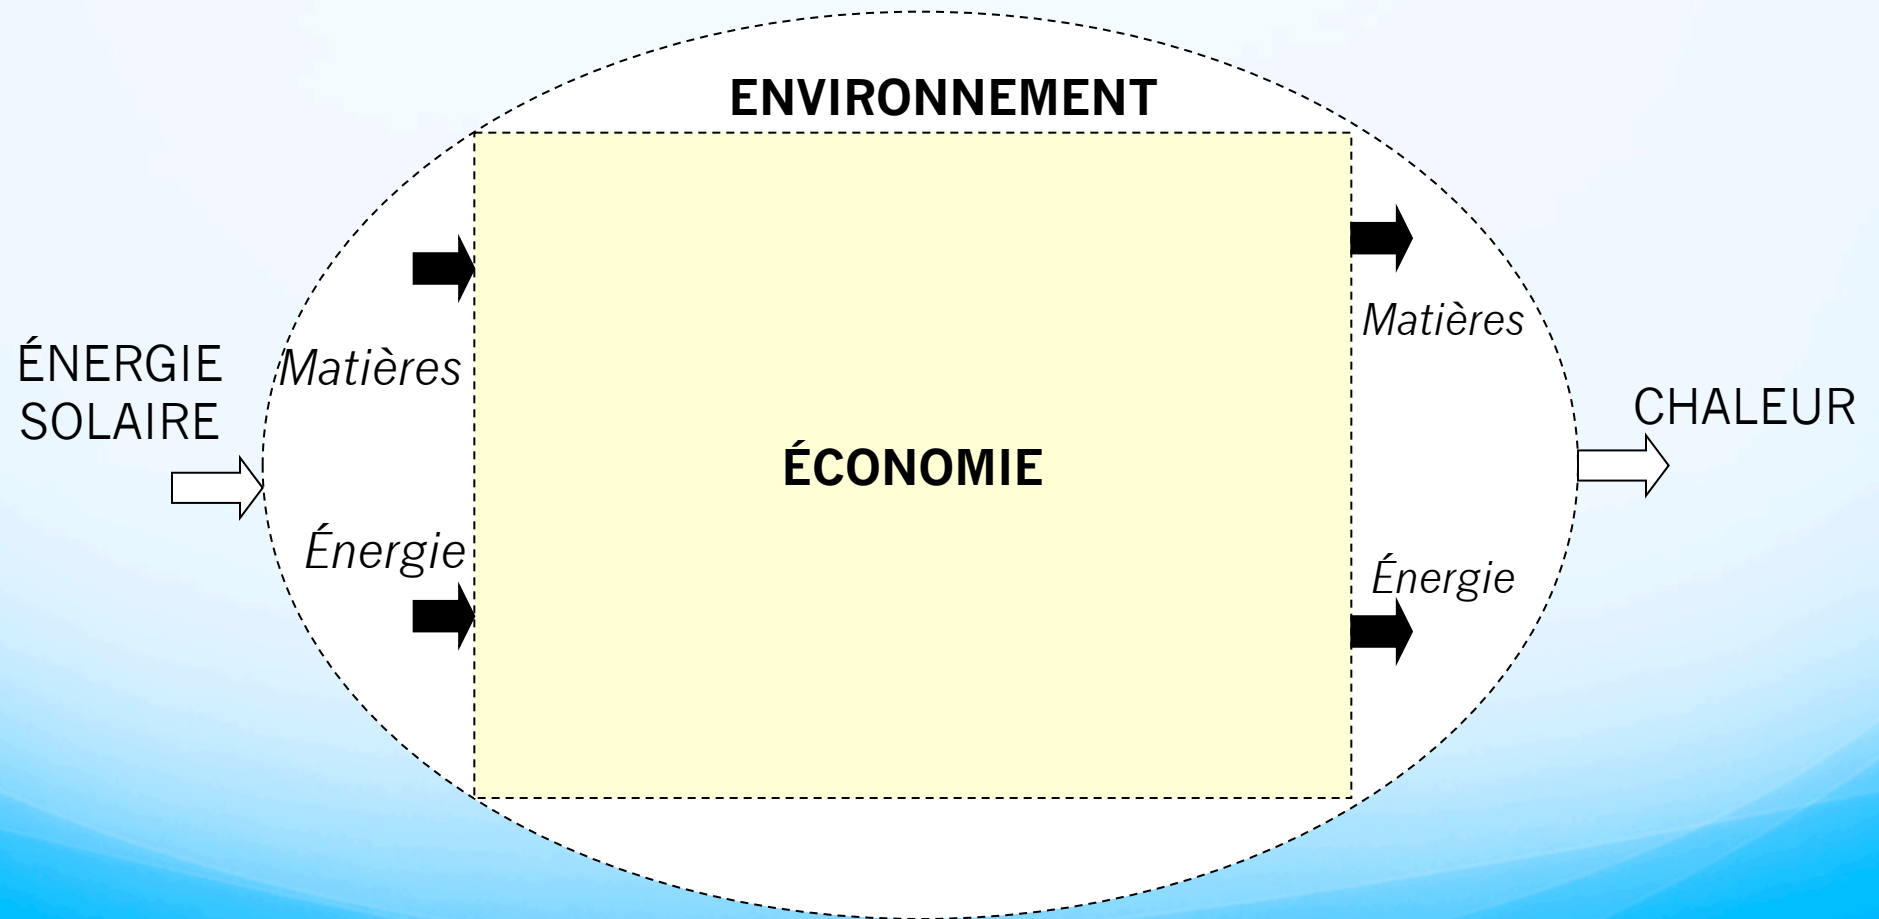 ENVIRONNEMENT
ÉNERGIE
SOLAIRE
Matières
Énergie
ÉCONOMIE
Matières
Énergie
CHALEUR